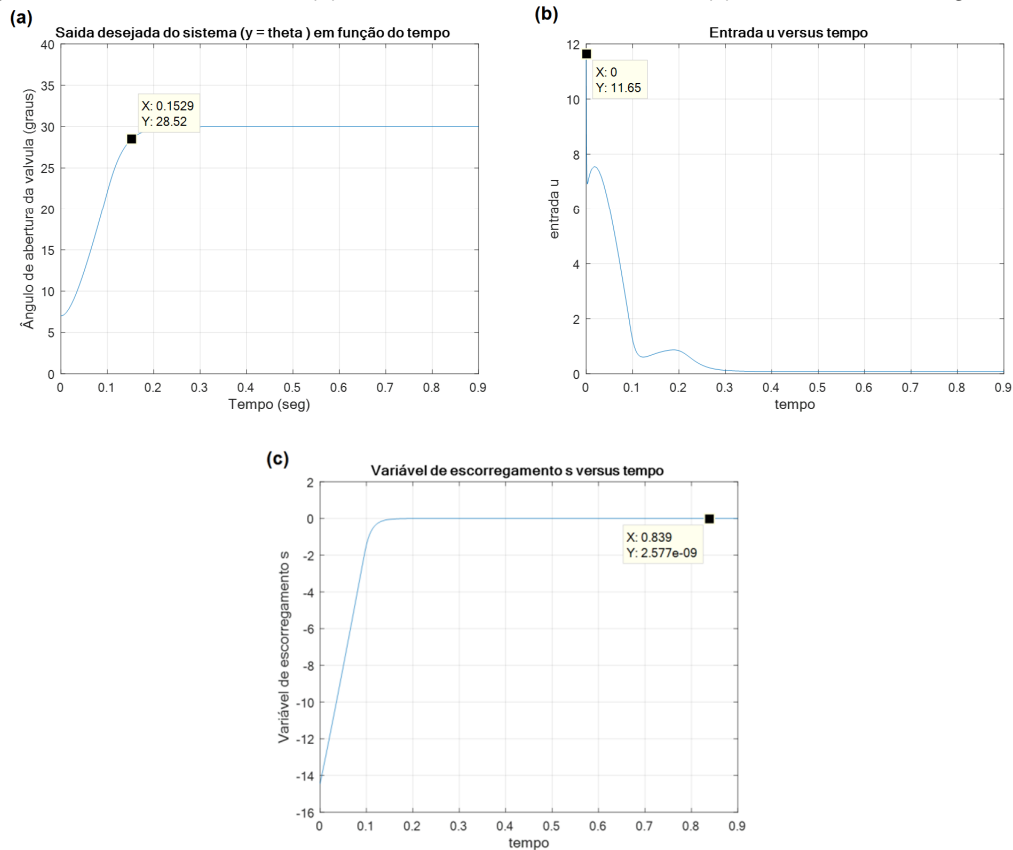 (a)
Saida desejada do sistema (y = theta ) em função do tempo
40
35
30
25
20
15
10
5
0
Ângulo de abertura da valvula (graus)
X: 0.1529
Y: 28.52
0 0.1 0.2 0.3 0.4 0.5 0.6 0.7 0.8 0.9
Tempo (seg)
(b)
Entrada u versus tempo
12
10
8
6
4
2
0
entrada u
X: 0
Y: 11.65
0 0.1 0.2 0.3 0.4 0.5 0.6 0.7 0.8 0.9
tempo
(c)
Variável de escorregamento s versus tempo
2
0
-2
-4
-6
-8
-10
-12
-14
-16
Variável de escorregamento s
X: 0.839
Y: 2.577e-09
0 0.1 0.2 0.3 0.4 0.5 0.6 0.7 0.8 0.9
tempo